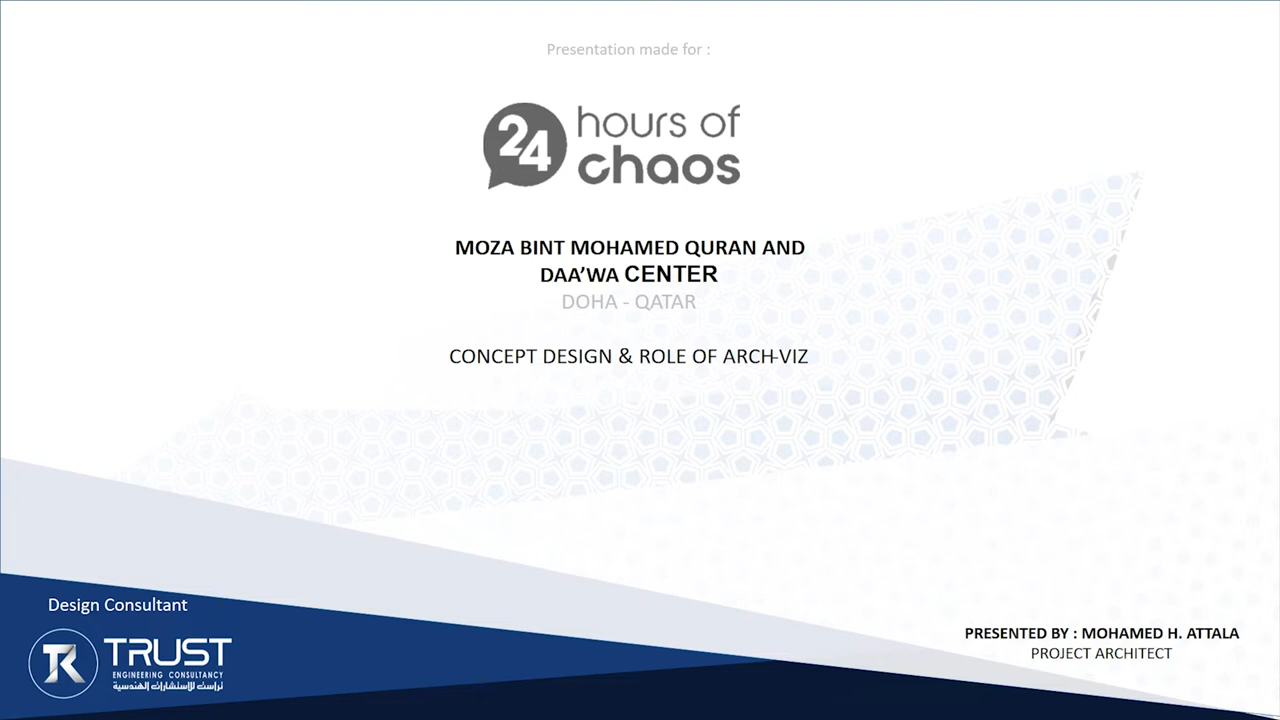 Presentation made for :
24 hours of
chaos
MOZA BINT MOHAMED QURAN AND
DAA'WA CENTER
DOHA - QATAR
CONCEPT DESIGN & ROLE OF ARCH-VIZ
Design Consultant
TRUST
ENGINEERING CONSULTANCY
تراست للاستشارات الهندسية
PRESENTED BY : MOHAMED H. ATTALA
PROJECT ARCHITECT